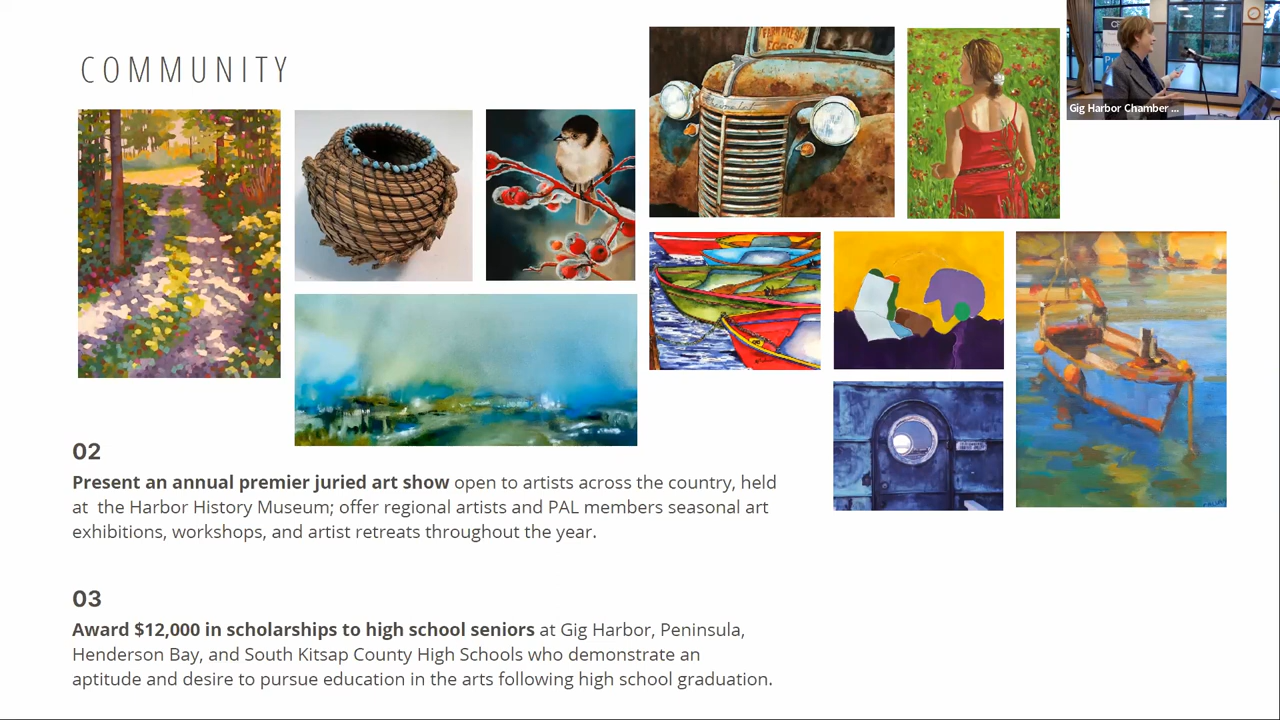 COMMUNITY
FARM FRESH
EGGS
Chevrolet
Gig Harbor Chamber ...
02
Present an annual premier juried art show open to artists across the country, held
at the Harbor History Museum; offer regional artists and PAL members seasonal art
exhibitions, workshops, and artist retreats throughout the year.
03
Award $12,000 in scholarships to high school seniors at Gig Harbor, Peninsula,
Henderson Bay, and South Kitsap County High Schools who demonstrate an
aptitude and desire to pursue education in the arts following high school graduation.